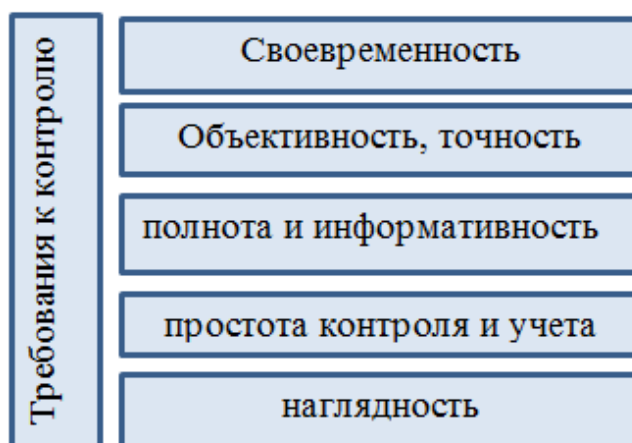 Требования к контролю
Своевременность
Объективность, точность
полнота и информативность
простота контроля и учета
наглядность